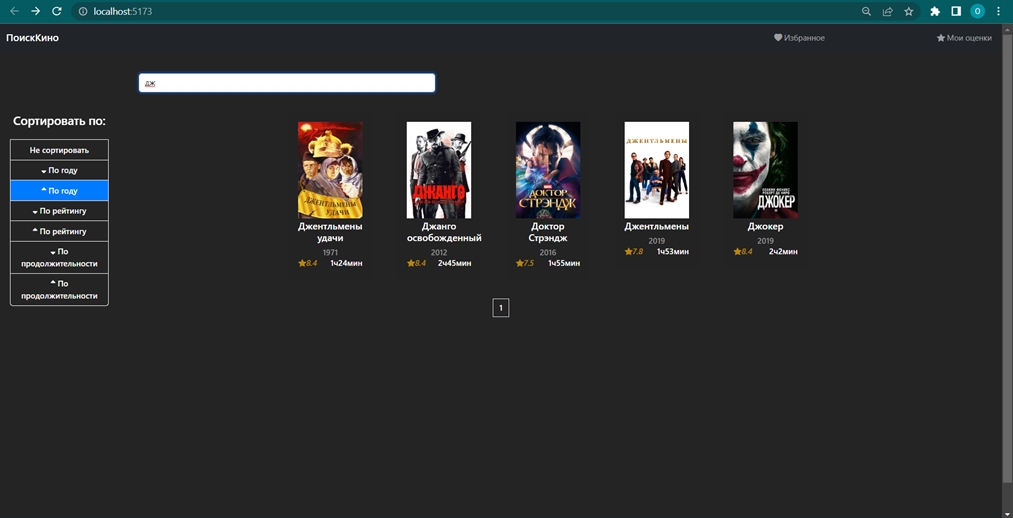 localhost:5173
О
ПоискКино
Избранное
Мои оценки
дж
Сортировать по:
Не сортировать
По году
По году
По рейтингу
По рейтингу
По
продолжительности
По
продолжительности
ДЖЕНТЛЬМЕНЫ
УДАЧИ
Джентльмены
удачи
1971
8.4 1ч24мин
ДЖАНГО
Джанго
освобожденный
2012
8.4 2ч45мин
MARVEL
ДОКТОР
СТРЭНДЖ
Доктор
Стрэндж
2016
7.5 1ч55мин
ДЖЕНТЛЬМЕНЫ
Джентльмены
2019
7.8 1ч53мин
ДЖОКЕР
Джокер
2019
8.4 2ч2мин
1